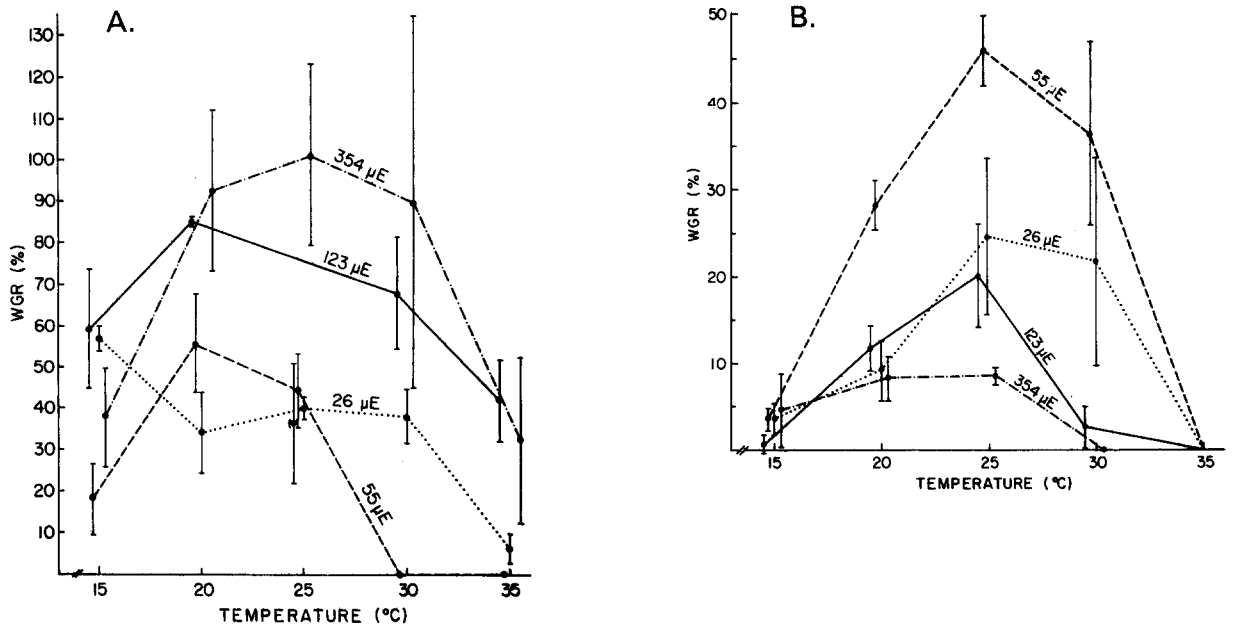 A.
130
120
110
100
90
80
70
60
50
40
30
20
10
WGR (%)
354 µE
123 µE
26 µE
55 µE
15 20 25 30 35
TEMPERATURE (°C)
B.
50
40
30
20
10
WGR (%)
55 µE
26 µE
123 µE
354 µE
15 20 25 30 35
TEMPERATURE (°C)